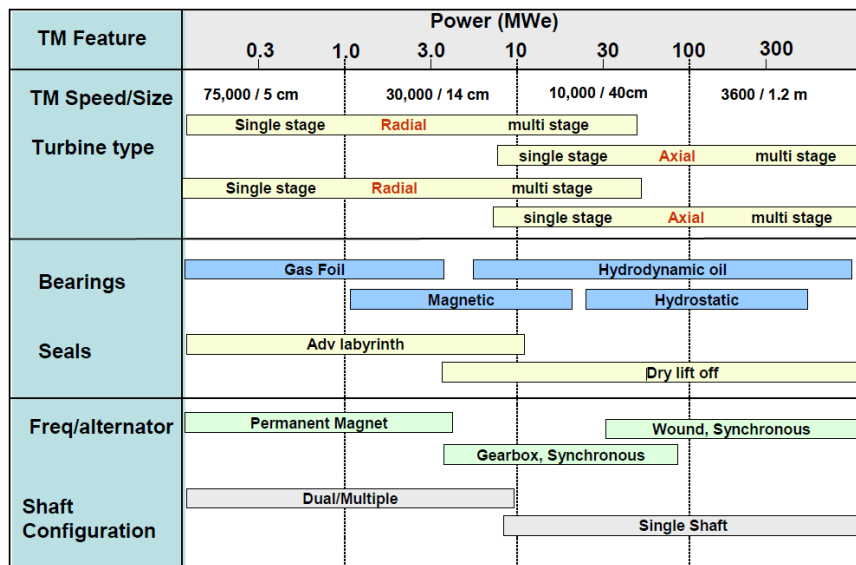 Power (MWe)
TM Feature
0.3 1.0 3.0 10 30 100 300
TM Speed/Size
75,000 / 5 cm 30,000 / 14 cm 10,000 / 40cm 3600 / 1.2 m
Single stage Radial multi stage
Turbine type
single stage Axial multi stage
Single stage Radial multi stage
single stage Axial multi stage
Bearings
Gas Foil Hydrodynamic oil
Magnetic Hydrostatic
Seals
Adv labyrinth
Dry lift off
Freq/alternator
Permanent Magnet
Wound, Synchronous
Gearbox, Synchronous
Dual/Multiple
Shaft
Configuration
Single Shaft